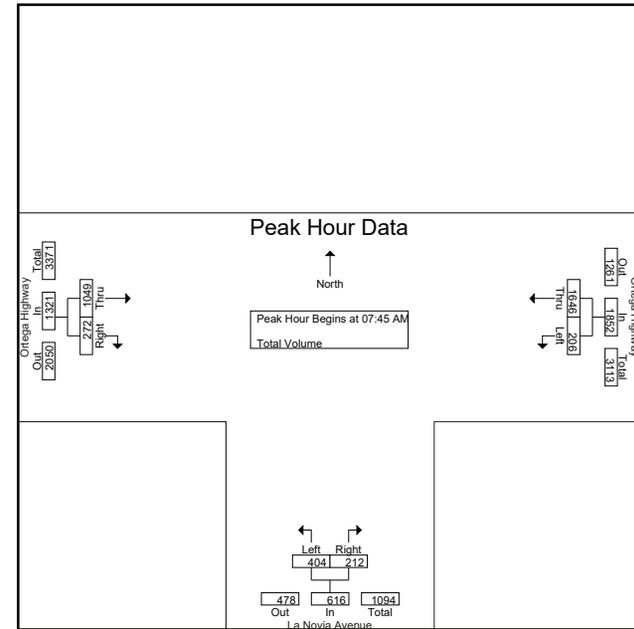 Peak Hour Data
North
Peak Hour Begins at 07:45 AM
Total Volume
Ortega Highway
Total
3371
In
1321
Out
2050
1049
Thru
272
Right
Ortega Highway
Out
1261
In
1852
Total
3113
1646
Thru
206
Left
Left Right
404 212
478 616 1094
Out In Total
La Novia Avenue